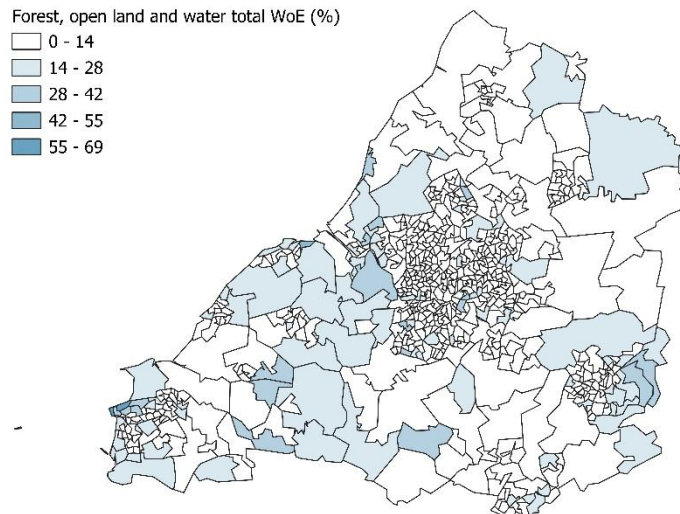 Forest, open land and water total WoE (%)
0 - 14
14 - 28
28 - 42
42 - 55
55 - 69